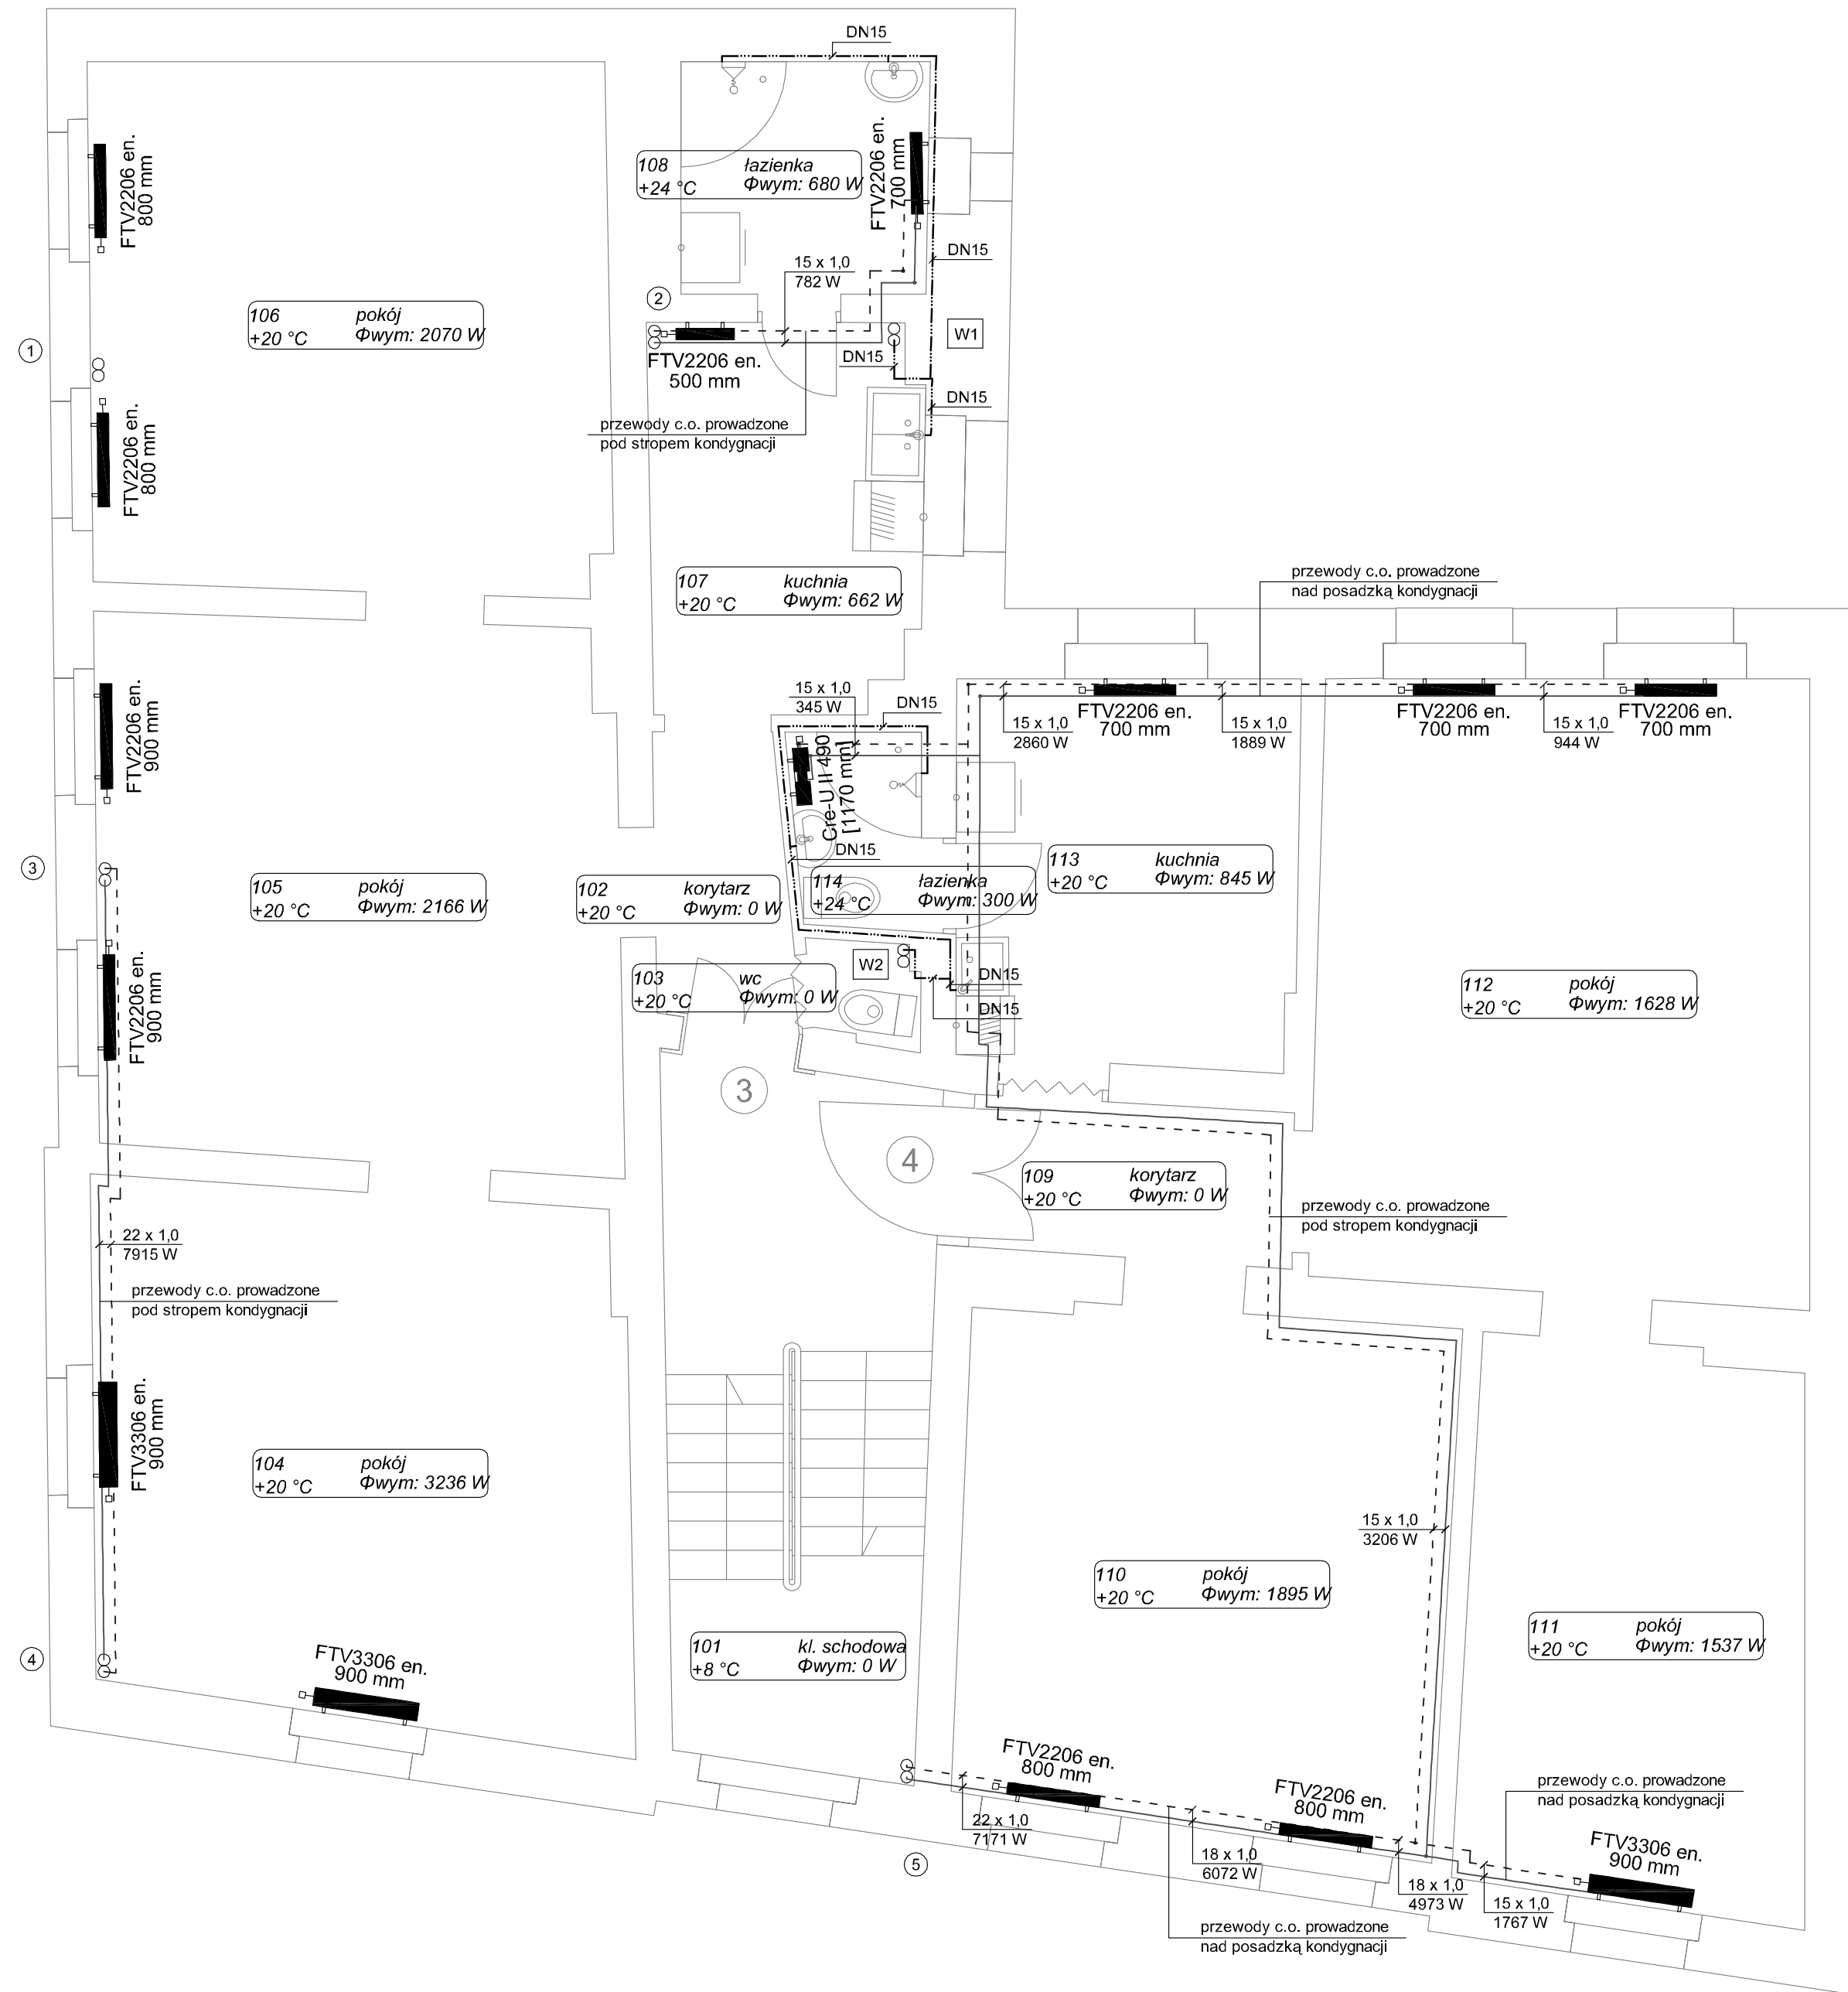 DN15
108 łazienka
+24 °C Φwym: 680 W
FTV2206 en.
700 mm
FTV2206 en.
800 mm
DN15
15 x 1,0
782 W
2
106 pokój
+20 °C Φwym: 2070 W
1
W1
FTV2206 en.
500 mm
DN15
DN15
przewody c.o. prowadzone
pod stropem kondygnacji
FTV2206 en.
800 mm
107 kuchnia
+20 °C Φwym: 662 W
przewody c.o. prowadzone
nad posadzką kondygnacji
FTV2206 en.
900 mm
15 x 1,0
345 W
DN15
15 x 1,0
2860 W
FTV2206 en.
700 mm
15 x 1,0
1889 W
FTV2206 en.
700 mm
15 x 1,0
944 W
FTV2206 en.
700 mm
Cre-U II 490
[1170 mm]
DN15
3
105 pokój
+20 °C Φwym: 2166 W
102 korytarz
+20 °C Φwym: 0 W
114 łazienka
+24 °C Φwym: 300 W
113 kuchnia
+20 °C Φwym: 845 W
W2
103 wc
+20 °C Φwym: 0 W
DN15
DN15
112 pokój
+20 °C Φwym: 1628 W
FTV2206 en.
900 mm
3
4
109 korytarz
+20 °C Φwym: 0 W
przewody c.o. prowadzone
pod stropem kondygnacji
22 x 1,0
7915 W
przewody c.o. prowadzone
pod stropem kondygnacji
FTV3306 en.
900 mm
104 pokój
+20 °C Φwym: 3236 W
15 x 1,0
3206 W
110 pokój
+20 °C Φwym: 1895 W
101 kl. schodowa
+8 °C Φwym: 0 W
111 pokój
+20 °C Φwym: 1537 W
4
FTV3306 en.
900 mm
FTV2206 en.
800 mm
FTV2206 en.
800 mm
przewody c.o. prowadzone
nad posadzką kondygnacji
22 x 1,0
7171 W
5
18 x 1,0
6072 W
FTV3306 en.
900 mm
18 x 1,0
4973 W
15 x 1,0
1767 W
przewody c.o. prowadzone
nad posadzką kondygnacji